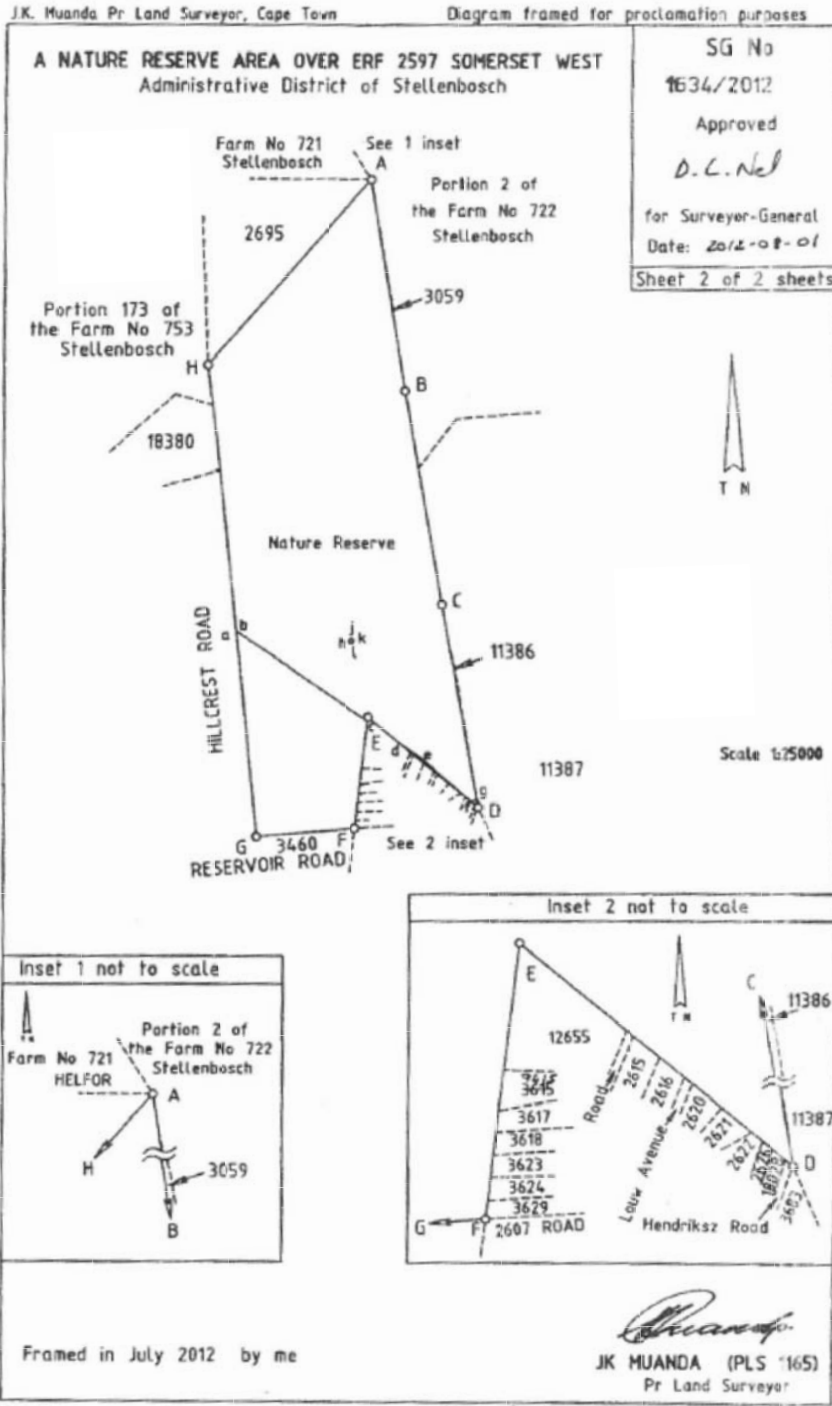 J.K. Muanda Pr Land Surveyor, Cape Town
Diagram framed for proclamation purposes
A NATURE RESERVE AREA OVER ERF 2597 SOMERSET WEST
Administrative District of Stellenbosch
SG No
1634/2012
Approved
D.C. Nel
for Surveyor-General
Date: 2012-08-01
Sheet 2 of 2 sheets
Farm No 721
Stellenbosch
See 1 inset
A
Portion 2 of
the Farm No 722
Stellenbosch
2695
3059
Portion 173 of
the Farm No 753
Stellenbosch
H
B
18380
T N
Nature Reserve
C
HILLCREST ROAD
a b
j
h k
l
11386
E
d e
11387
Scale 1:25000
g
D
G 3460 F
See 2 inset
RESERVOIR ROAD
Inset 1 not to scale
T N
Portion 2 of
the Farm No 722
Stellenbosch
Farm No 721
HELFOR
A
H
3059
B
Inset 2 not to scale
E
T N
C
11386
12655
Road
2615
2616
2620
2621
2622
2626
11387
D
3615
3617
3618
3623
3624
3629
Louw Avenue
Hendriksz Road
3603
G F 2607 ROAD
Framed in July 2012 by me
JK MUANDA (PLS 1165)
Pr Land Surveyor